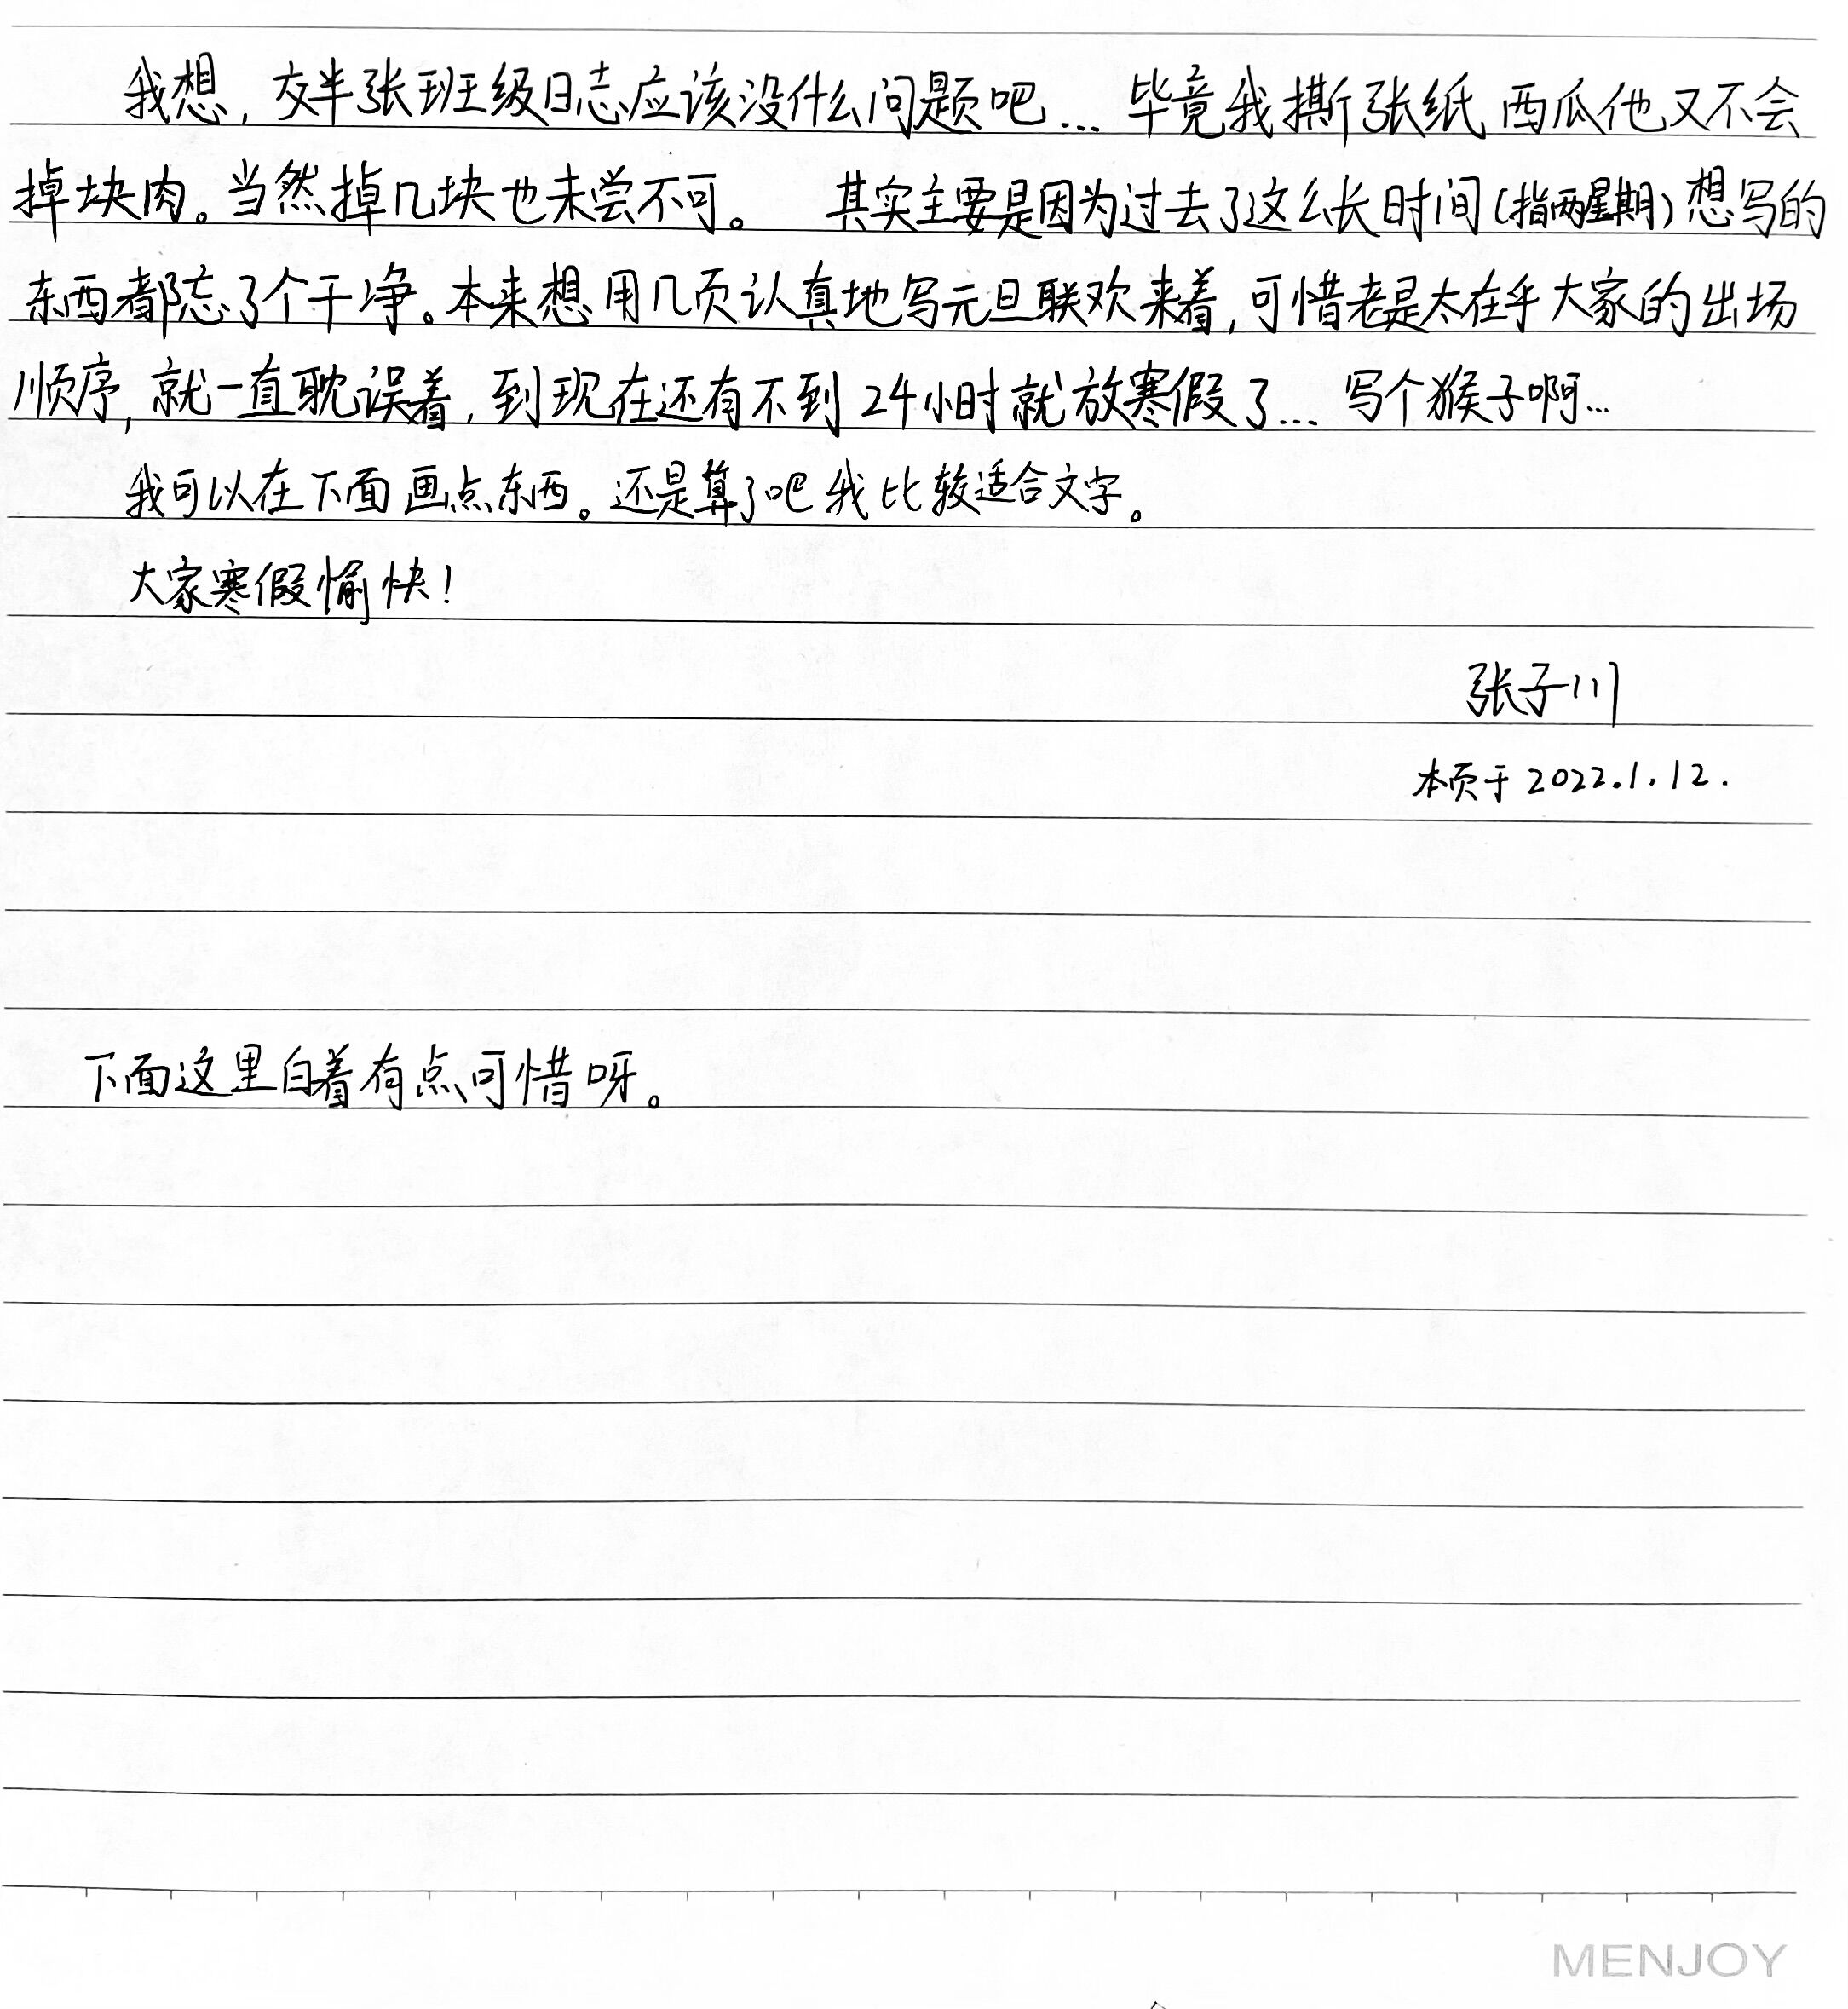 我想，交半张班级日志应该没什么问题吧... 毕竟我撕张纸 西瓜他又不会
掉块肉。当然掉几块也未尝不可。 其实主要是因为过去了这么长时间(指两星期)想写的
东西都忘了个干净。本来想用几页认真地写元旦联欢来着，可惜老是太在乎大家的出场
顺序，就一直耽误着，到现在还有不到24小时就放寒假了... 写个猴子啊...
我可以在下面画点东西。还是算了吧 我比较适合文字。
大家寒假愉快！
张子川
本页于 2022.1.12.
下面这里白着有点可惜呀。
MENJOY